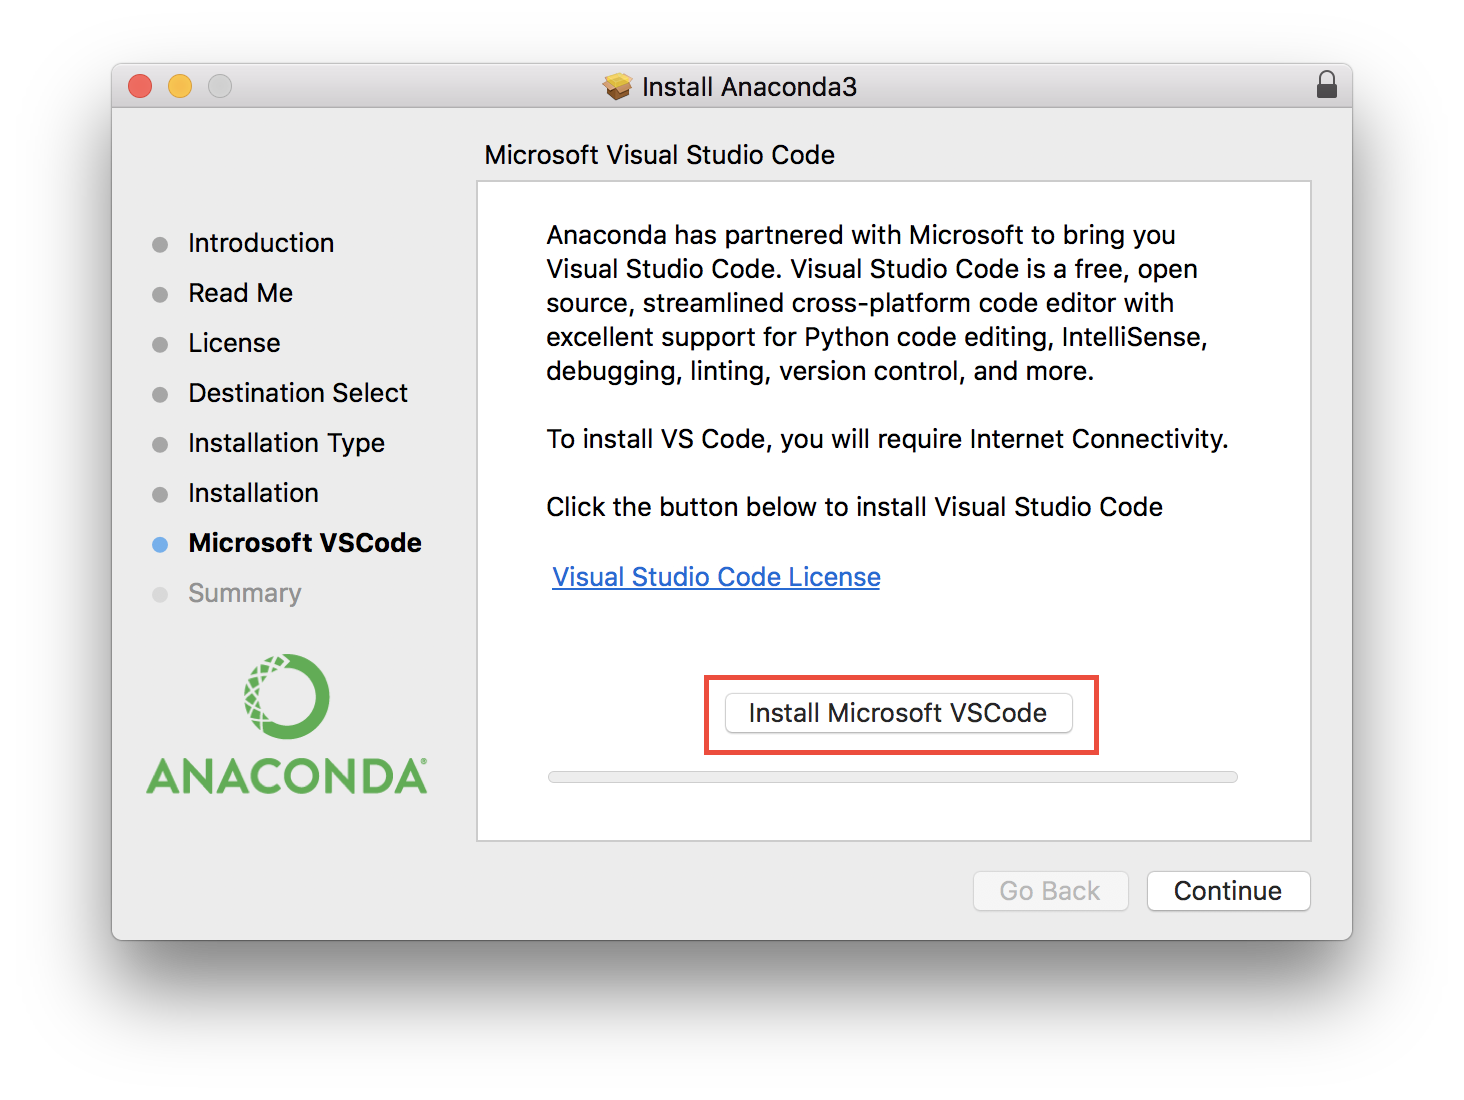 Install Anaconda3
Microsoft Visual Studio Code
Introduction
Read Me
License
Destination Select
Installation Type
Installation
Microsoft VSCode
Summary
ANACONDA®
Anaconda has partnered with Microsoft to bring you
Visual Studio Code. Visual Studio Code is a free, open
source, streamlined cross-platform code editor with
excellent support for Python code editing, IntelliSense,
debugging, linting, version control, and more.
To install VS Code, you will require Internet Connectivity.
Click the button below to install Visual Studio Code
Visual Studio Code License
Install Microsoft VSCode
Go Back
Continue